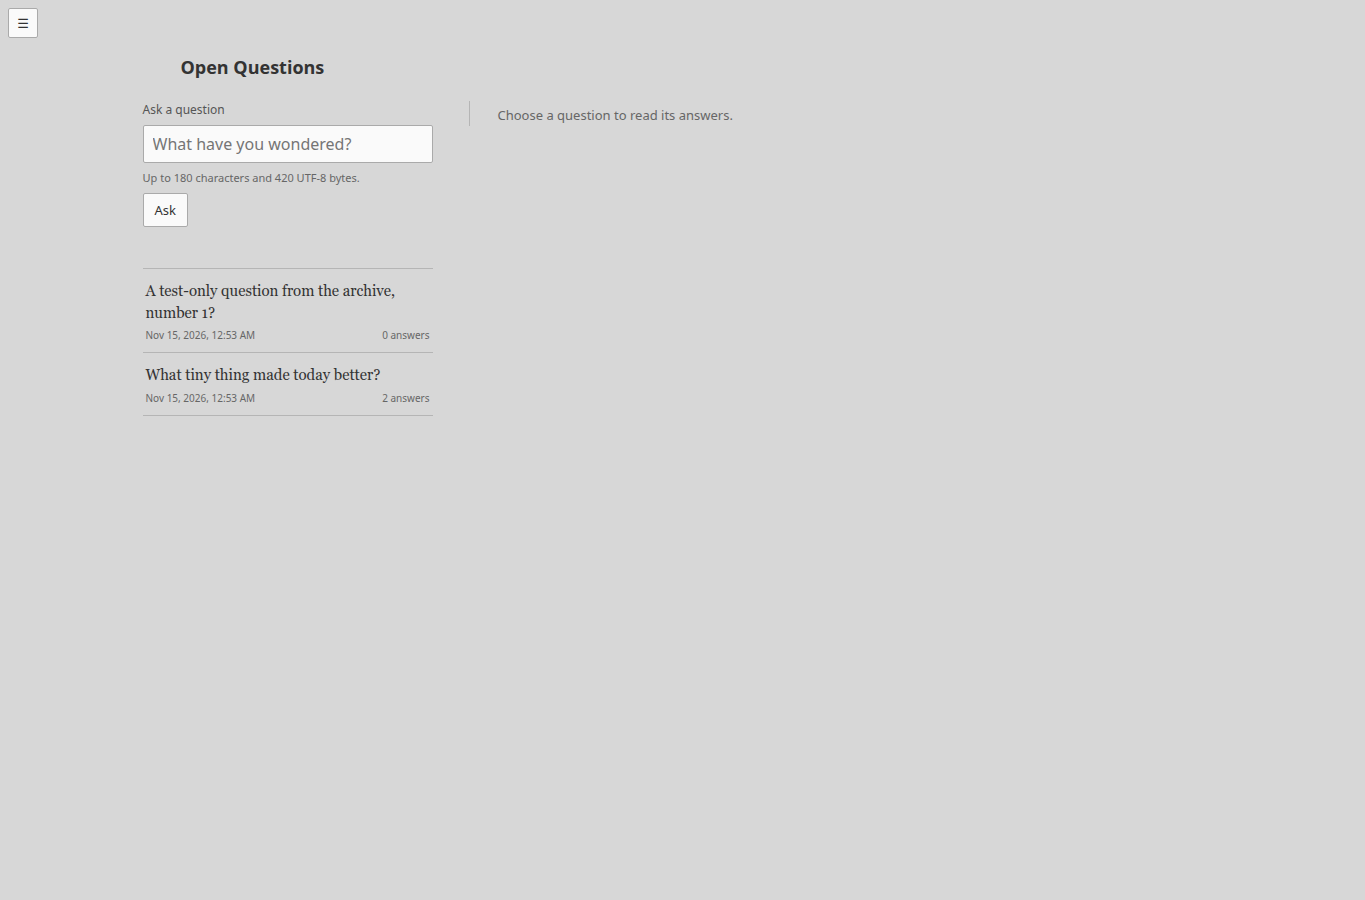 ☰
Open Questions
Ask a question
What have you wondered?
Up to 180 characters and 420 UTF-8 bytes.
Ask
A test-only question from the archive,
number 1?
Nov 15, 2026, 12:53 AM 0 answers
What tiny thing made today better?
Nov 15, 2026, 12:53 AM 2 answers
Choose a question to read its answers.